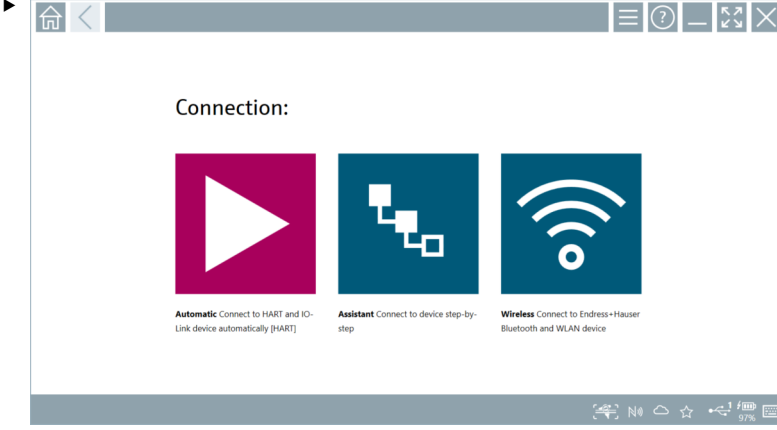 Connection:
Automatic Connect to HART and IO-
Link device automatically [HART]
Assistant Connect to device step-by-
step
Wireless Connect to Endress+Hauser
Bluetooth and WLAN device
1
97%